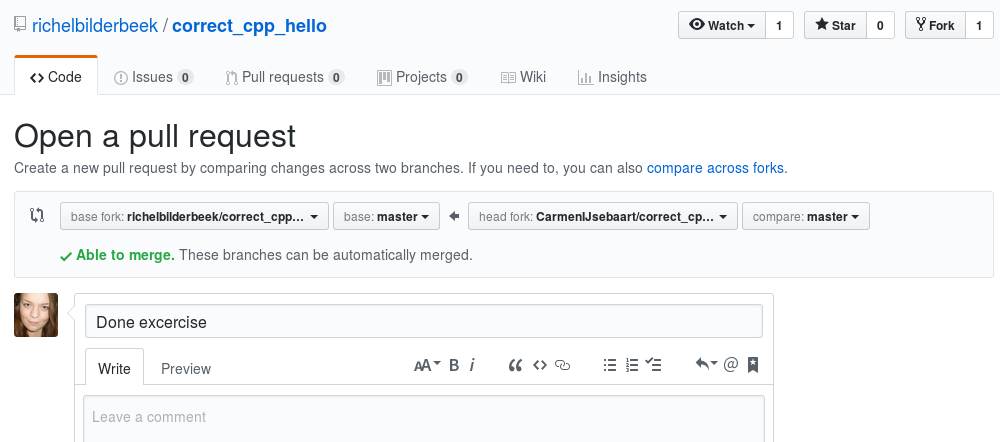 richelbilderbeek / correct_cpp_hello
Watch 1 Star 0 Fork 1
Code Issues 0 Pull requests 0 Projects 0 Wiki Insights
Open a pull request
Create a new pull request by comparing changes across two branches. If you need to, you can also compare across forks.
base fork: richelbilderbeek/correct_cpp... base: master head fork: CarmenIJsebaart/correct_cp... compare: master
Able to merge. These branches can be automatically merged.
Done excercise
Write Preview AA B i @
Leave a comment